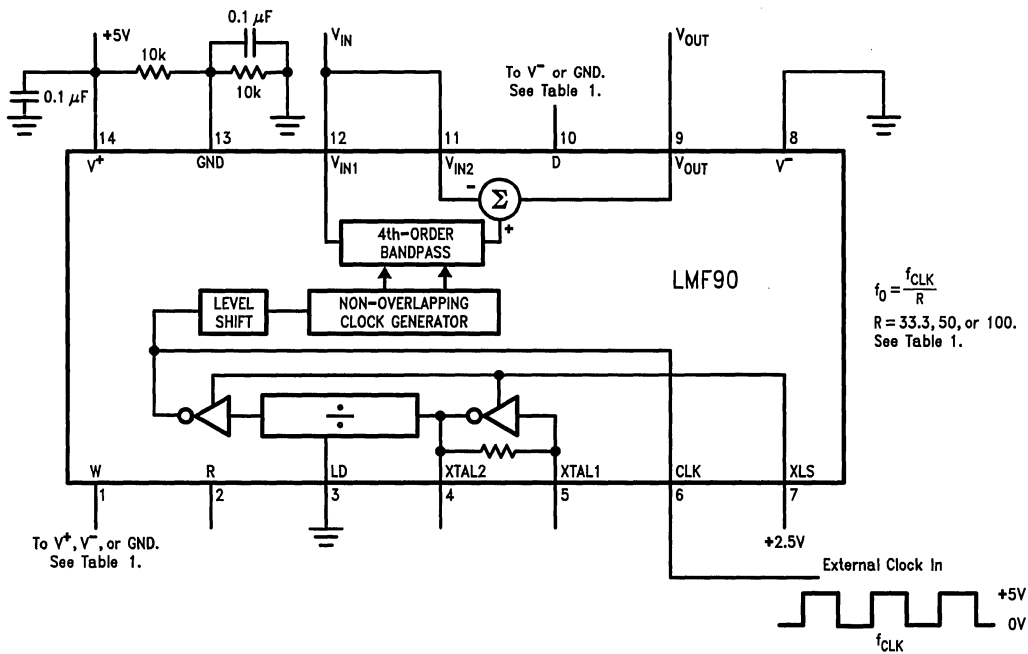 +5V
0.1 μF
10k
10k
0.1 μF
V_IN
To V⁻ or GND.
See Table 1.
V_OUT
14
13
12
11
10
9
8
V⁺
GND
V_IN1
V_IN2
D
V_OUT
V⁻
−
Σ
+
4th-ORDER
BANDPASS
LMF90
LEVEL
SHIFT
NON-OVERLAPPING
CLOCK GENERATOR
f₀ = f_CLK / R
R = 33.3, 50, or 100.
See Table 1.
÷
W
R
LD
XTAL2
XTAL1
CLK
XLS
1
2
3
4
5
6
7
To V⁺, V⁻, or GND.
See Table 1.
+2.5V
External Clock In
+5V
0V
f_CLK